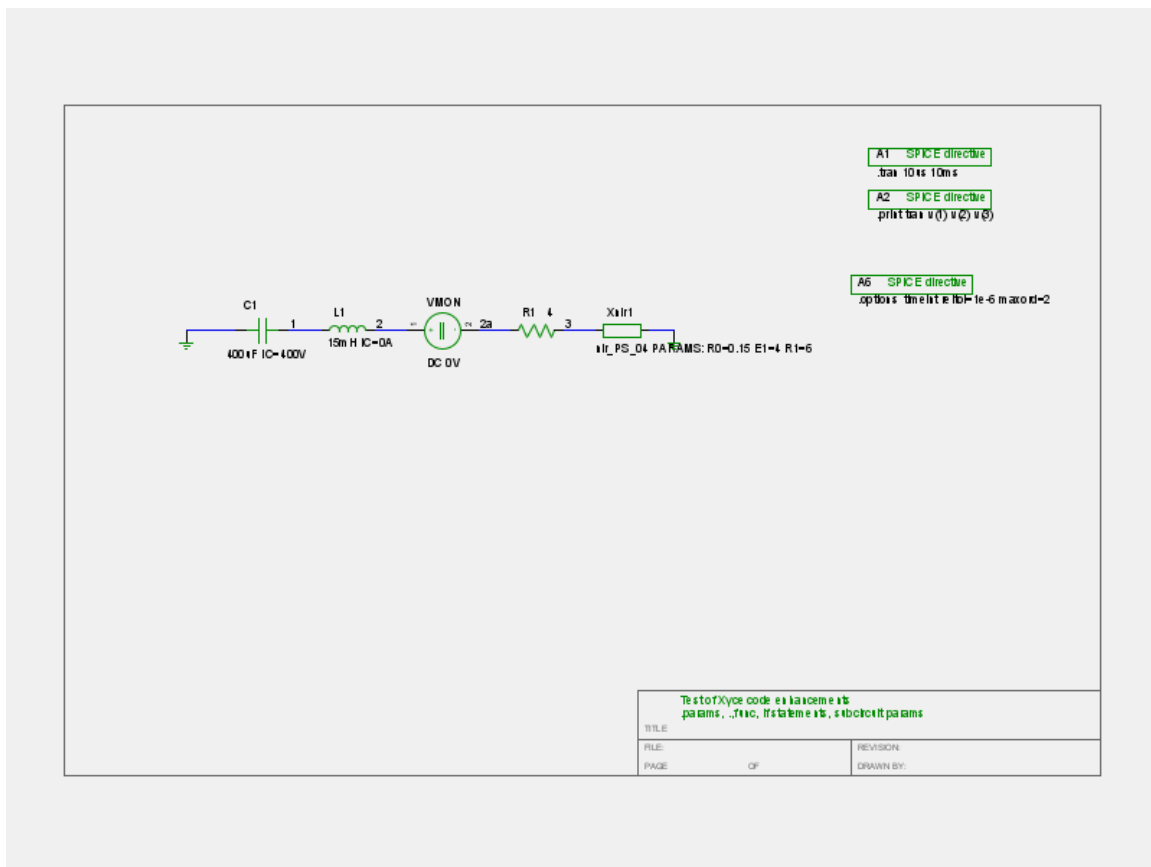 A1 SPICE directive
.tran 10us 10ms
A2 SPICE directive
.print tran v(1) v(2) v(3)
A6 SPICE directive
.options timeint reltol=1e-6 maxord=2
C1
1
400uF IC=400V
L1
2
15mH IC=0A
VMON
1
2
2a
DC 0V
R1 4
3
Xnlr1
nlr_PS_04 PARAMS: R0=0.15 E1=4 R1=6
Test of Xyce code enhancements
.params, .,func, if statements, subcircuit params
TITLE
FILE:
REVISION:
PAGE OF
DRAWN BY: